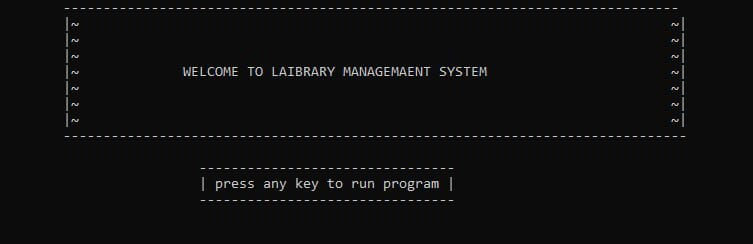 WELCOME TO LAIBRARY MANAGEMAENT SYSTEM
| press any key to run program |